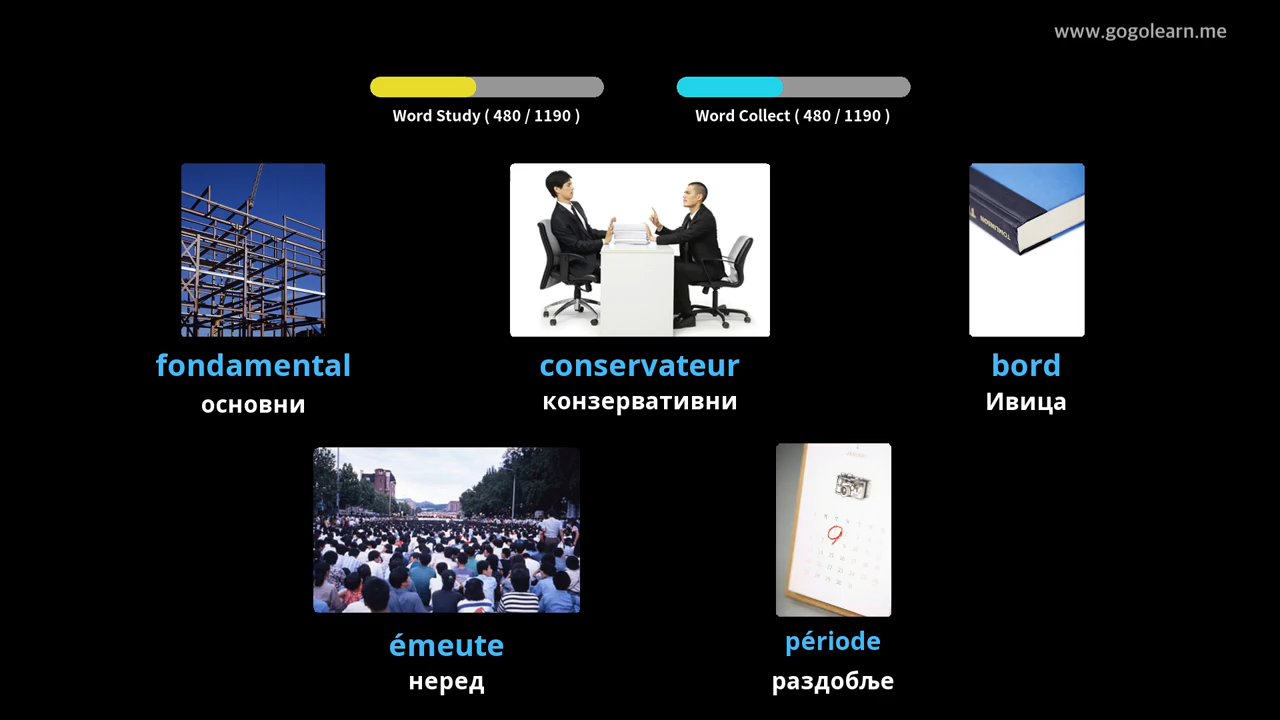 www.gogolearn.me
Word Study ( 480 / 1190 )
Word Collect ( 480 / 1190 )
TOMLINSON
fondamental
conservateur
bord
основни
конзервативни
Ивица
émeute
période
неред
раздобље